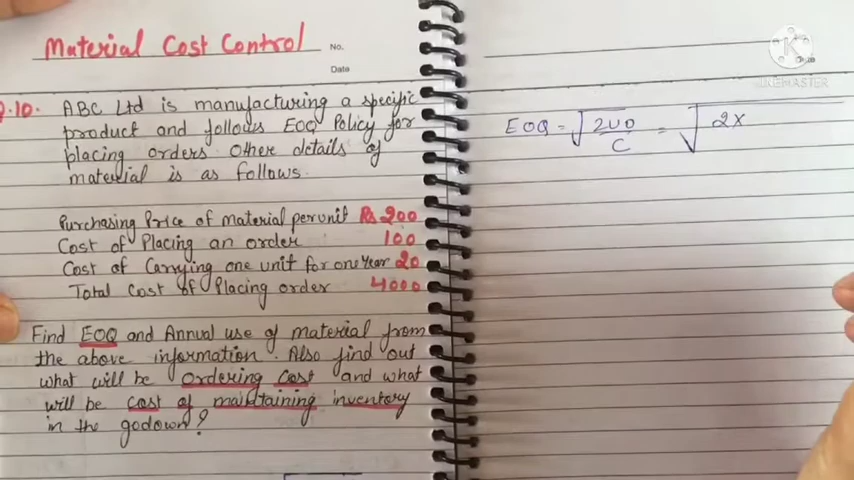 Material Cost Control
No.
Date
Q.10. ABC Ltd is manufacturing a specific
product and follows EOQ Policy for
placing orders Other details of
material is as follows.
Purchasing Price of material per unit Rs 200
Cost of Placing an order 100
Cost of Carrying one unit for one Year 20
Total Cost of Placing order 4000
Find EOQ and Annual use of material from
the above information. Also find out
what will be ordering Cost and what
will be cost of maintaining inventory
in the godown?
EOQ = √2UO/C = √2x
K
KINEMASTER